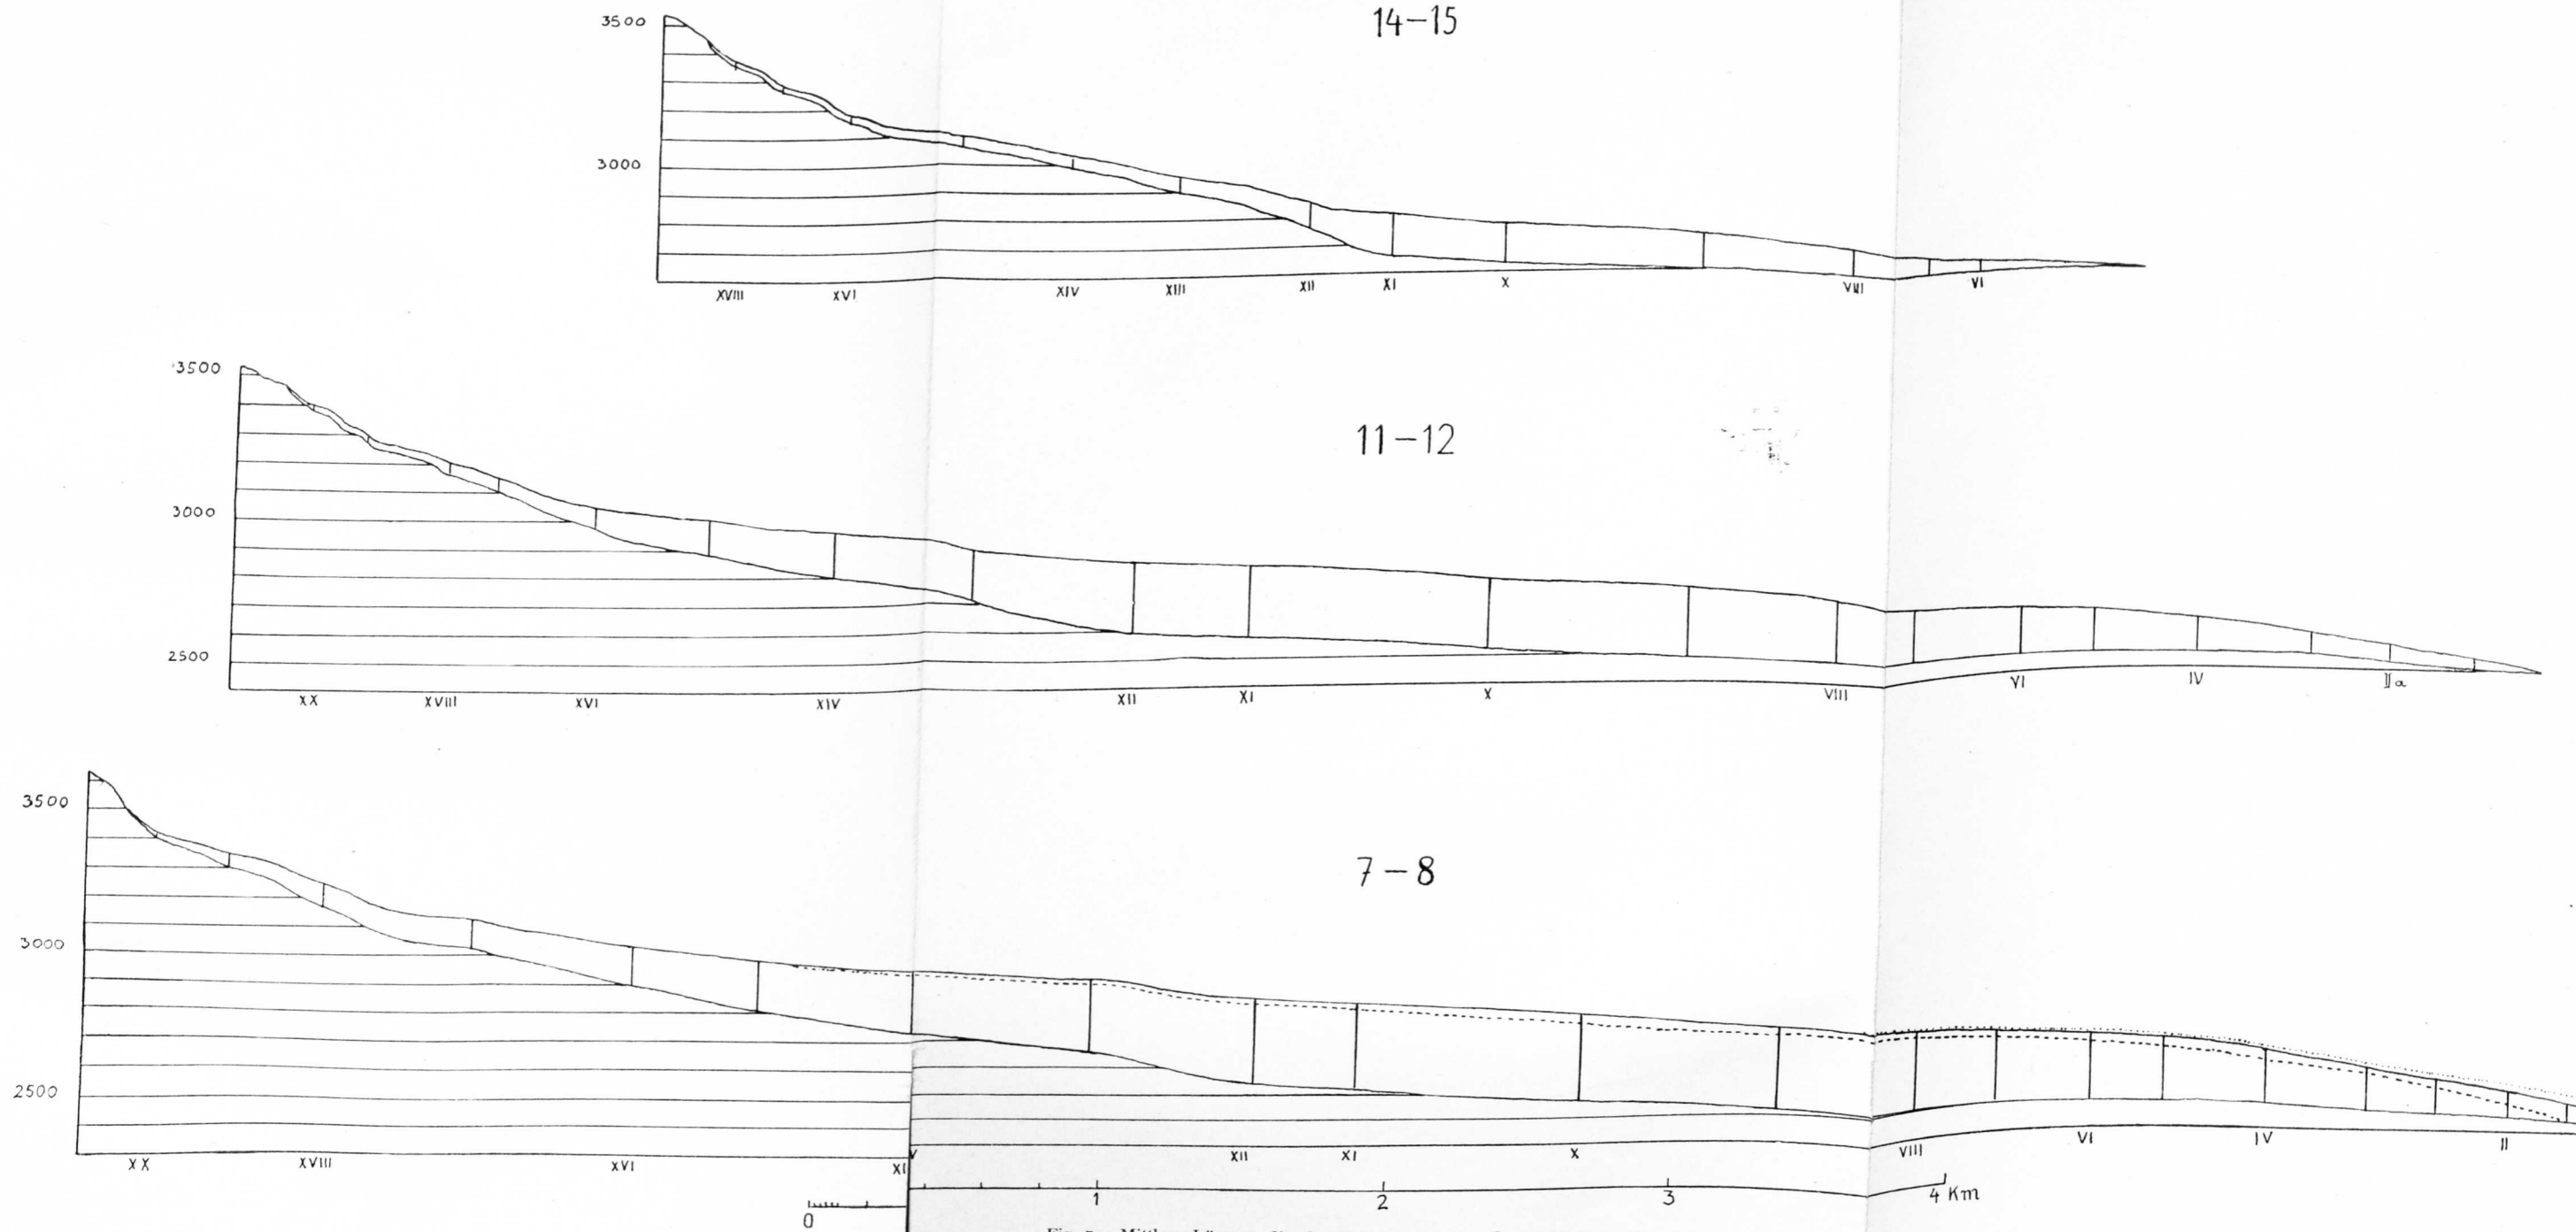 14–15
3500
3000
XVIII XVI XIV XIII XII XI X VIII VI
11–12
3500
3000
2500
XX XVIII XVI XIV XII XI X VIII VI IV IIa
7–8
3500
3000
2500
XX XVIII XVI XIV XII XI X VIII VI IV II
0 1 2 3 4 Km